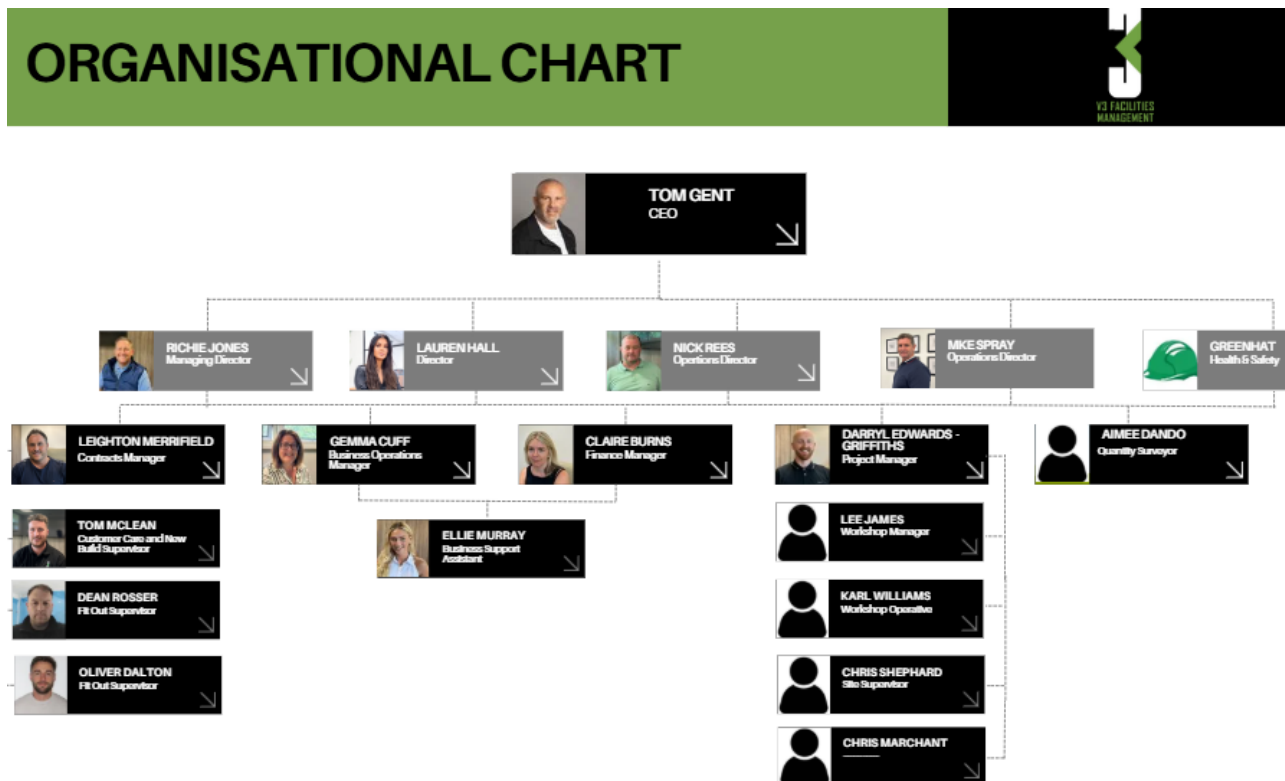 ORGANISATIONAL CHART
V3 FACILITIES
MANAGEMENT
TOM GENT
CEO
RICHIE JONES
Managing Director
LAUREN HALL
Director
NICK REES
Opertions Director
MIKE SPRAY
Operations Director
GREENHAT
Health & Safety
LEIGHTON MERRIFIELD
Contracts Manager
GEMMA CUFF
Business Operations
Manager
CLAIRE BURNS
Finance Manager
DARRYL EDWARDS -
GRIFFITHS
Project Manager
AIMEE DANDO
Quantity Surveyor
TOM MCLEAN
Customer Care and New
Build Supervisor
ELLIE MURRAY
Business Support
Assistant
LEE JAMES
Workshop Manager
DEAN ROSSER
Fit Out Supervisor
KARL WILLIAMS
Workshop Operative
OLIVER DALTON
Fit Out Supervisor
CHRIS SHEPHARD
Site Supervisor
CHRIS MARCHANT